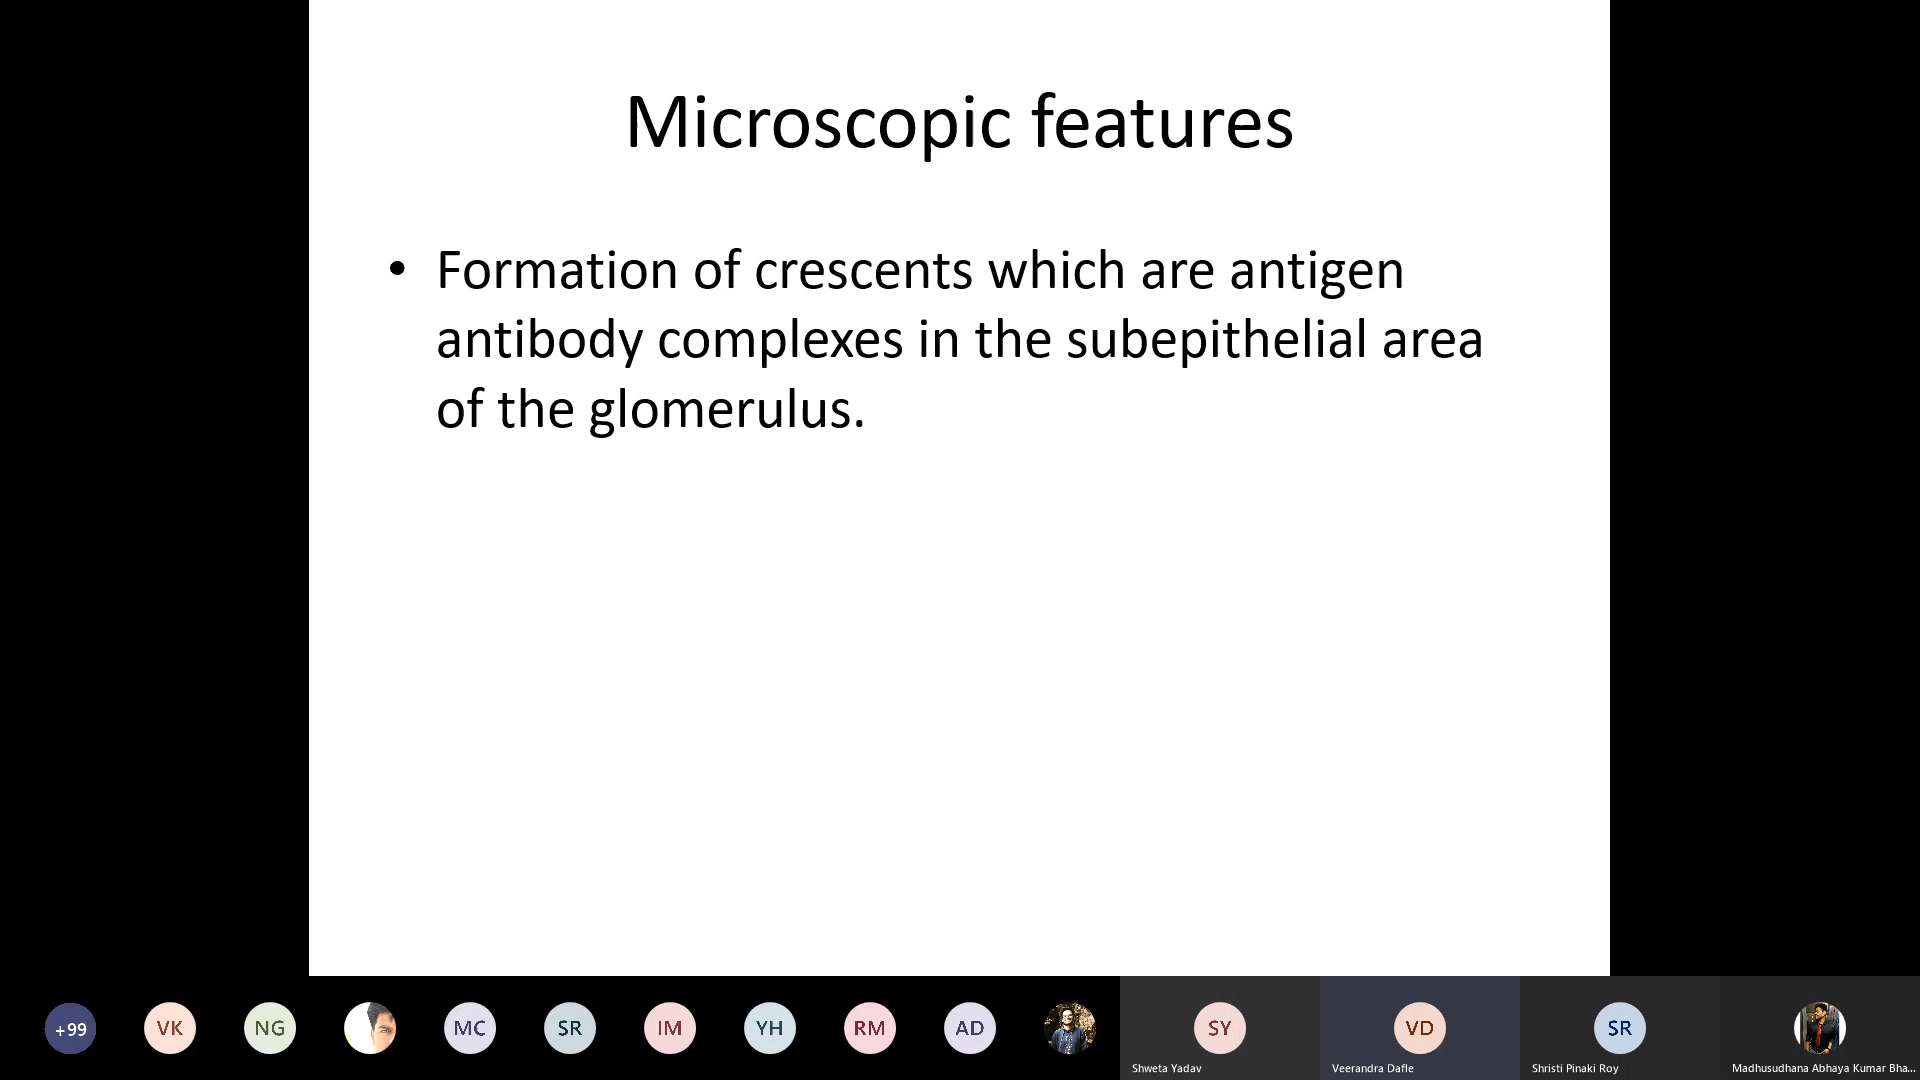 Microscopic features
• Formation of crescents which are antigen
antibody complexes in the subepithelial area
of the glomerulus.
+99 VK NG MC SR IM YH RM AD SY VD SR
Shweta Yadav Veerandra Dafle Shristi Pinaki Roy Madhusudhana Abhaya Kumar Bha...